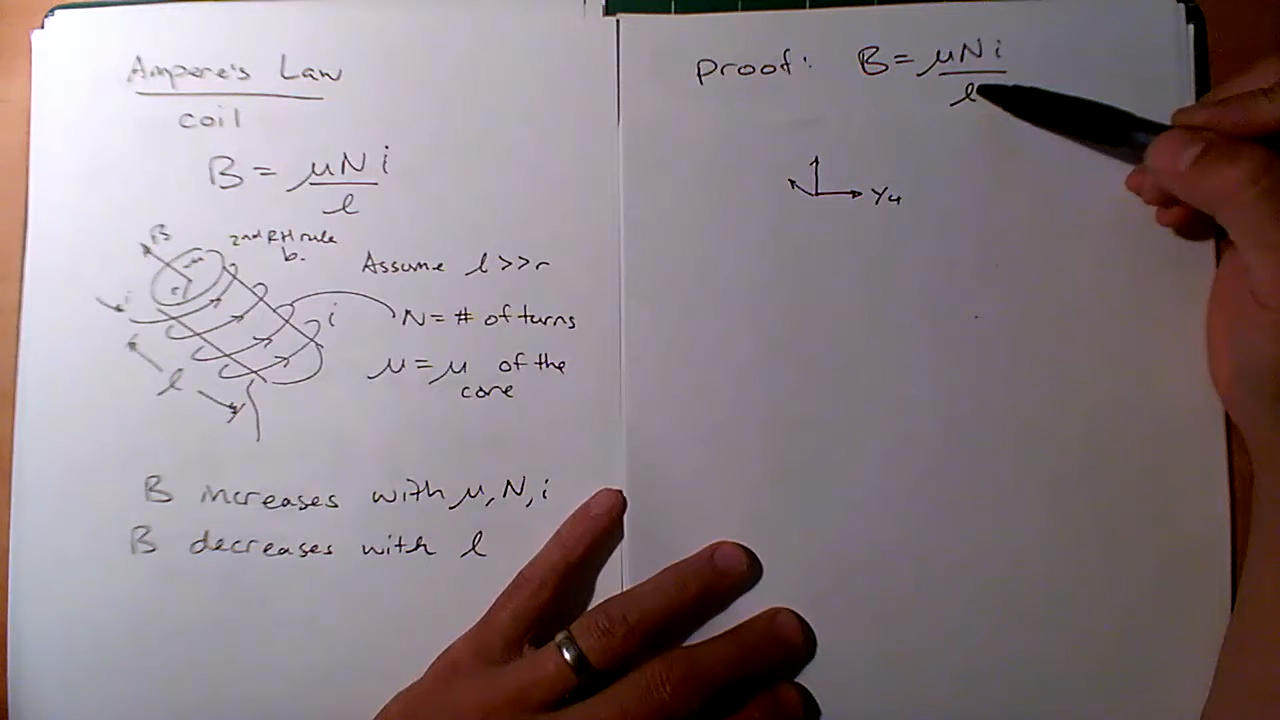 Ampere's Law
coil
B = μNi
l
B
2nd RH rule
b.
μ
r
i
i
l
Assume l >> r
N = # of turns
μ = μ of the
core
B increases with μ, N, i
B decreases with l
Proof: B = μNi
l